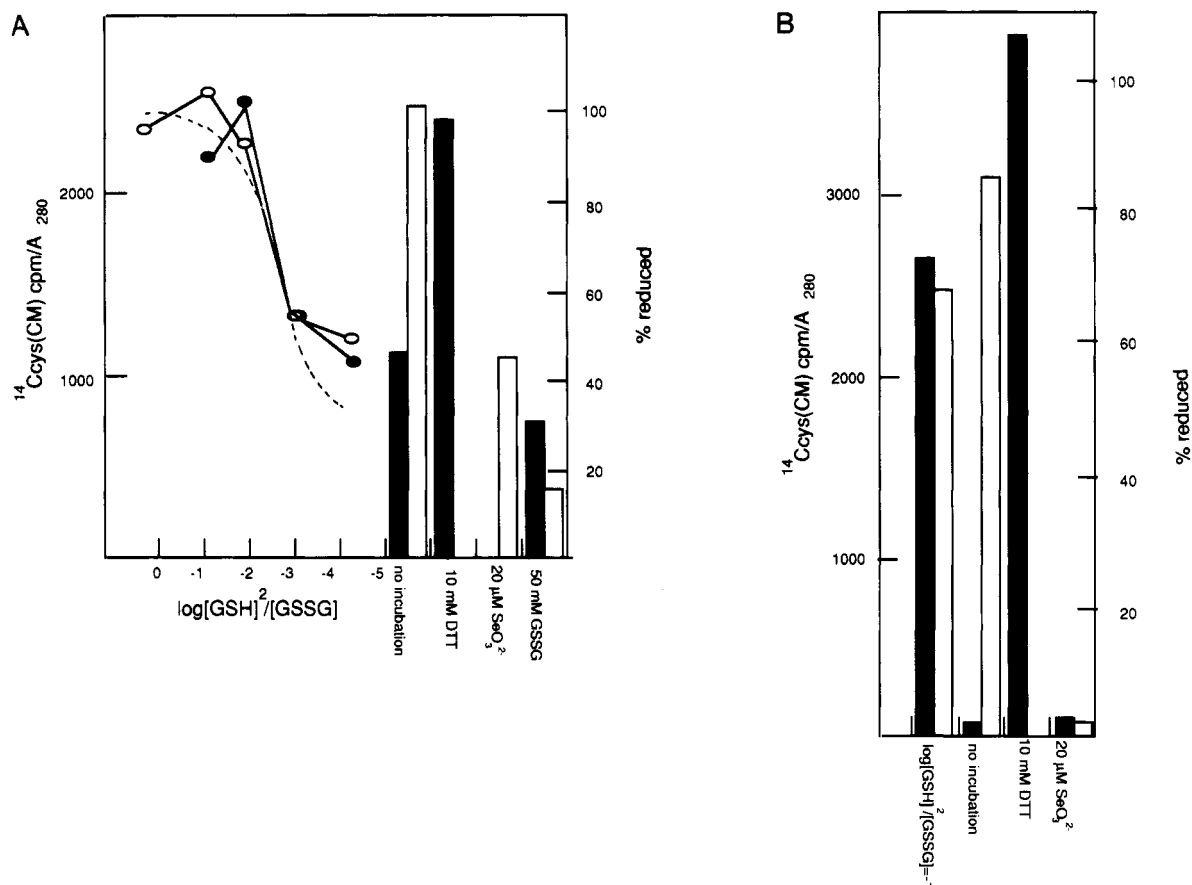 A
2000
1000
¹⁴Ccys(CM) cpm/A 280
0 -1 -2 -3 -4 -5
log[GSH]²/[GSSG]
no incubation
10 mM DTT
20 µM SeO₃²⁻
50 mM GSSG
100
80
60
40
20
% reduced
B
3000
2000
1000
¹⁴Ccys(CM) cpm/A 280
log[GSH]²/[GSSG]=-
no incubation
10 mM DTT
20 µM SeO₃²⁻
100
80
60
40
20
% reduced